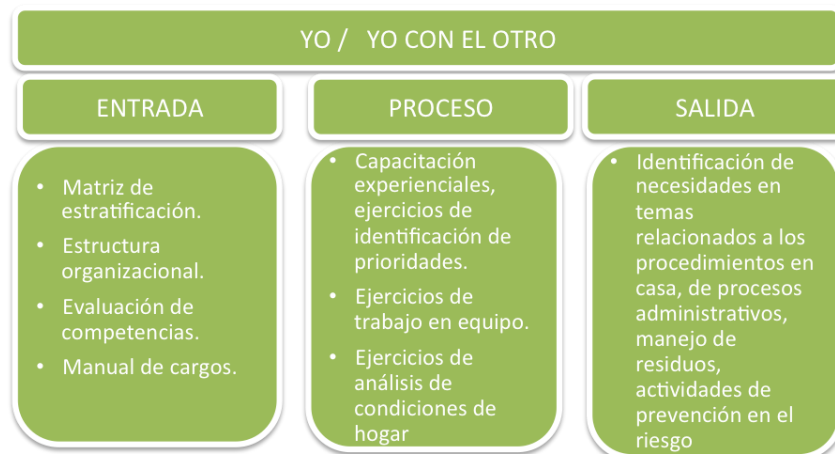 YO /   YO CON EL OTRO
ENTRADA
• Matriz de
estratificación.
• Estructura
organizacional.
• Evaluación de
competencias.
• Manual de cargos.
PROCESO
• Capacitación
experienciales,
ejercicios de
identificación de
prioridades.
• Ejercicios de
trabajo en equipo.
• Ejercicios de
análisis de
condiciones de
hogar
SALIDA
• Identificación de
necesidades en
temas
relacionados a los
procedimientos en
casa, de procesos
administrativos,
manejo de
residuos,
actividades de
prevención en el
riesgo